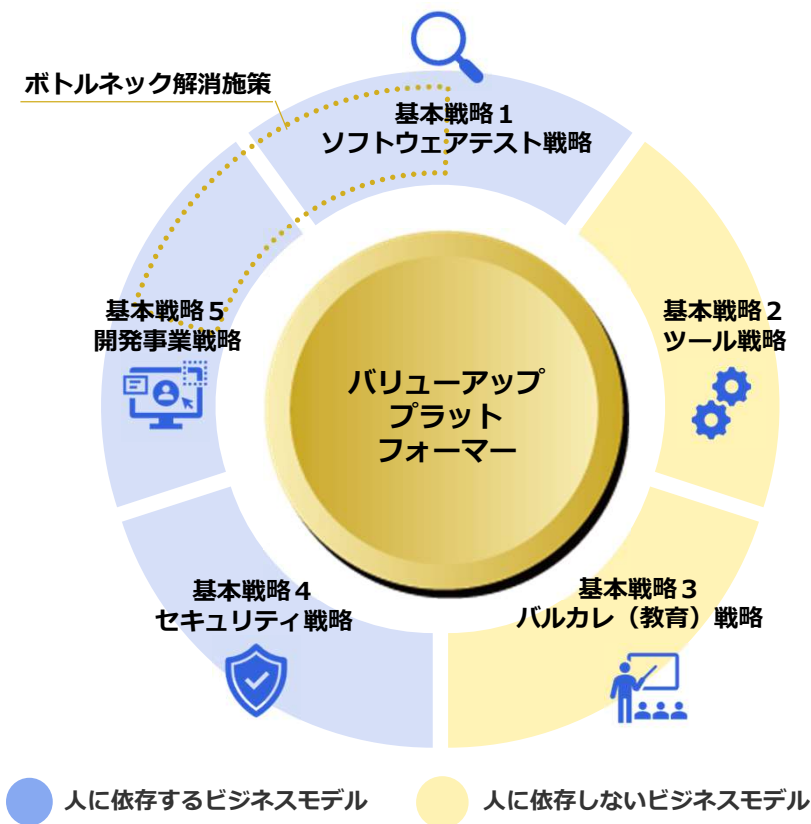 ボトルネック解消施策
基本戦略１
ソフトウェアテスト戦略
基本戦略２
ツール戦略
基本戦略５
開発事業戦略
バリューアップ
プラット
フォーマー
基本戦略４
セキュリティ戦略
基本戦略３
バルカレ（教育）戦略
人に依存するビジネスモデル
人に依存しないビジネスモデル